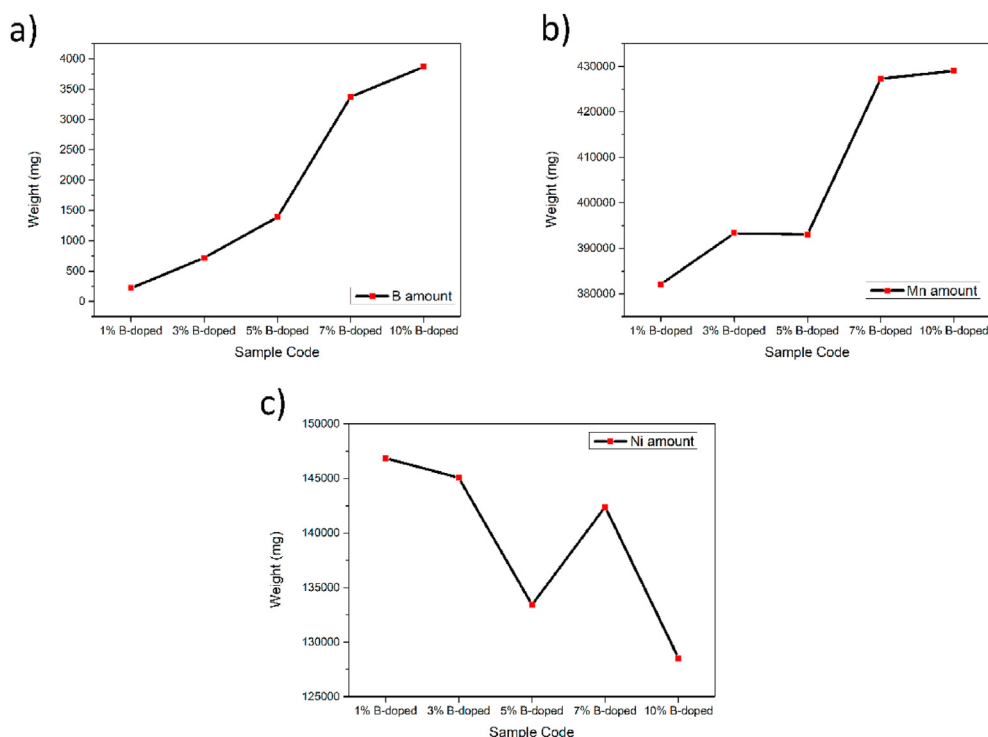 a)
4000
3500
3000
2500
2000
1500
1000
500
0
Weight (mg)
B amount
1% B-doped 3% B-doped 5% B-doped 7% B-doped 10% B-doped
Sample Code
b)
430000
420000
410000
400000
390000
380000
Weight (mg)
Mn amount
1% B-doped 3% B-doped 5% B-doped 7% B-doped 10% B-doped
Sample Code
c)
150000
145000
140000
135000
130000
125000
Weight (mg)
Ni amount
1% B-doped 3% B-doped 5% B-doped 7% B-doped 10% B-doped
Sample Code